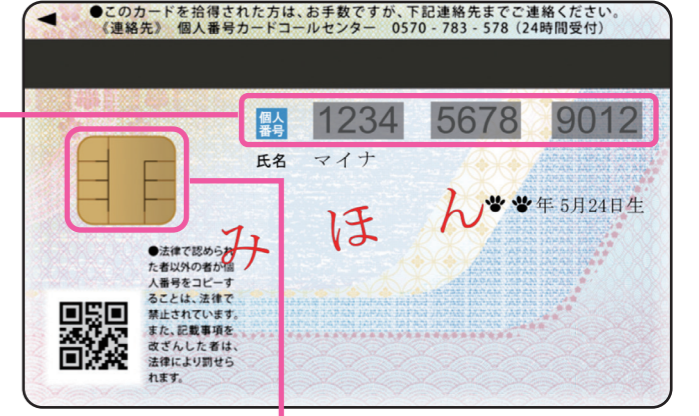 ●このカードを拾得された方は、お手数ですが、下記連絡先までご連絡ください。
《連絡先》 個人番号カードコールセンター 0570 - 783 - 578 (24時間受付)
個人
番号
1234 5678 9012
氏名 マイナ
年 5月24日生
みほん
●法律で認められ
た者以外の者が個
人番号をコピーす
ることは、法律で
禁止されています。
また、記載事項を
改ざんした者は、
法律により罰せら
れます。